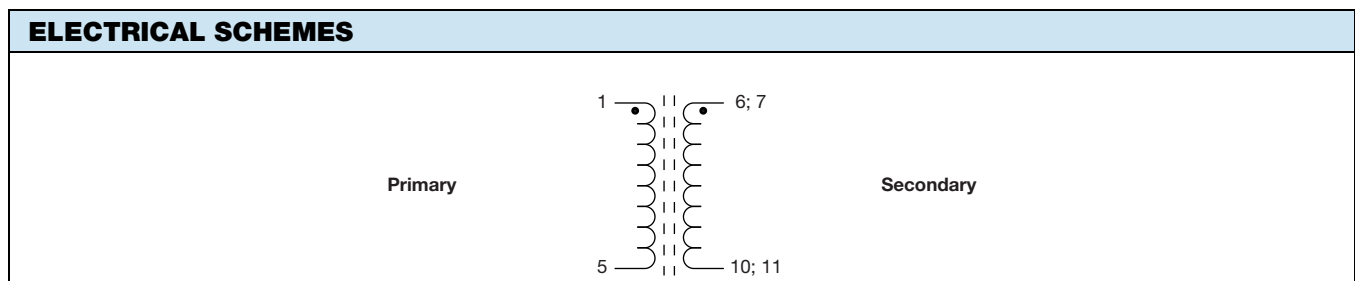 ELECTRICAL SCHEMES
1
6; 7
Primary
Secondary
5
10; 11